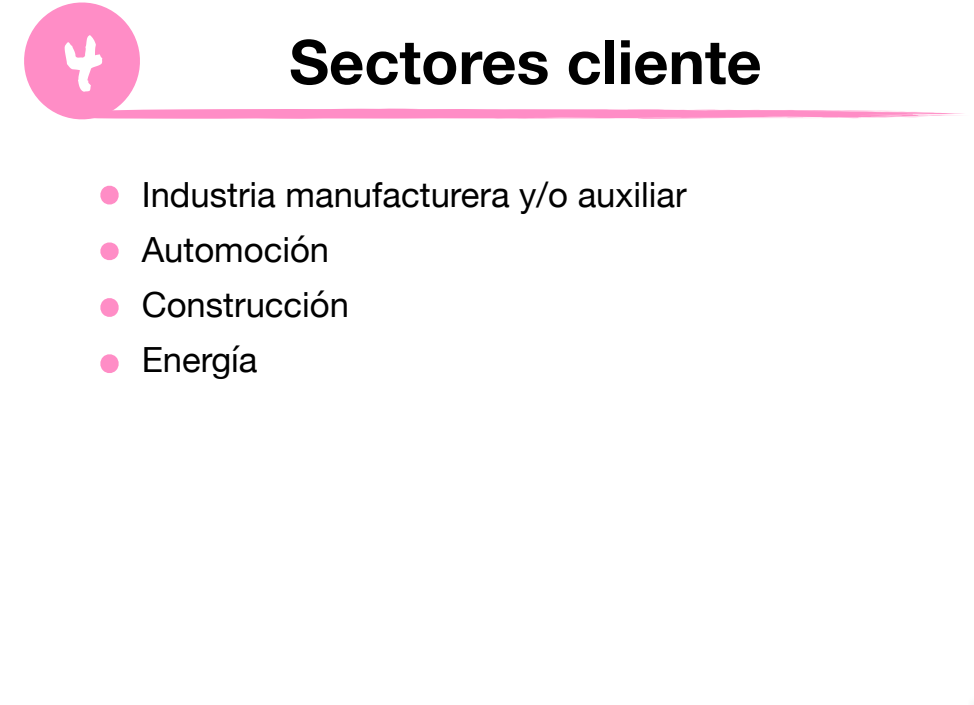 4
Sectores cliente
Industria manufacturera y/o auxiliar
Automoción
Construcción
Energía